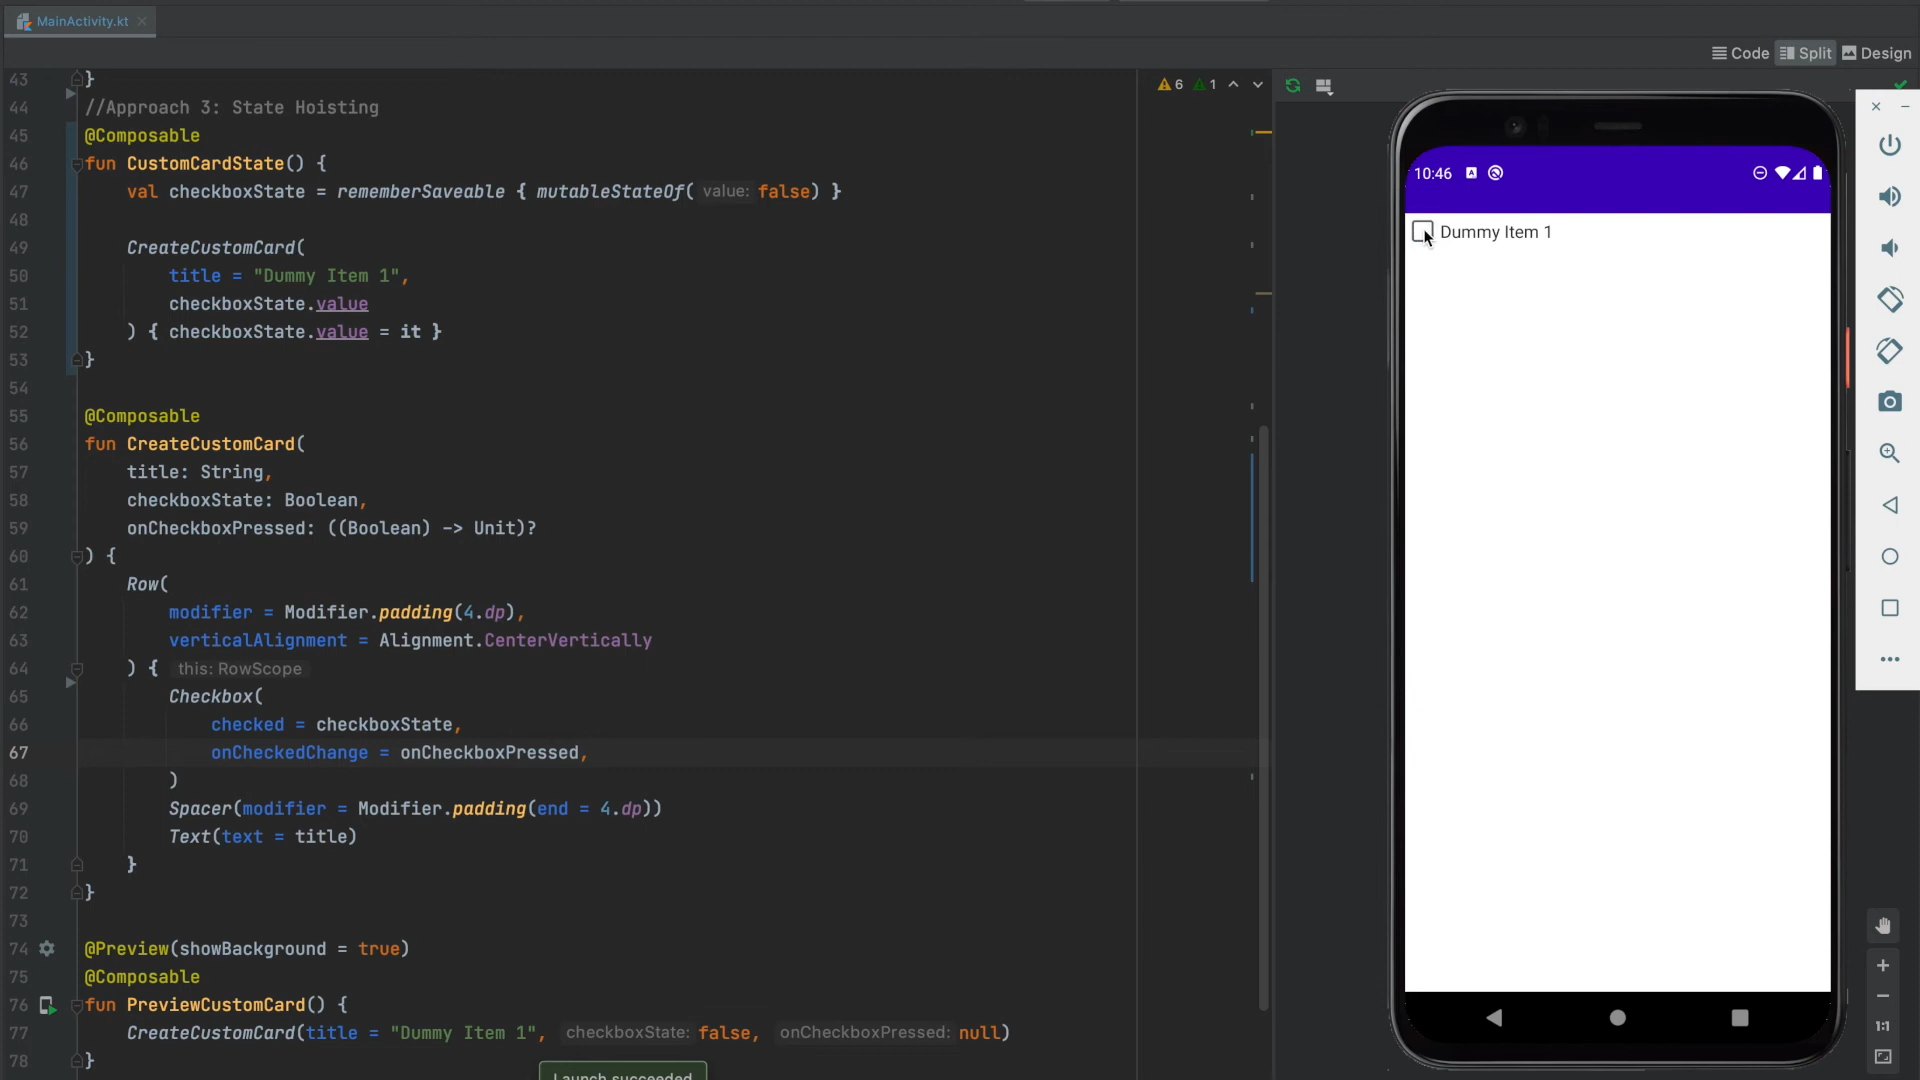 MainActivity.kt
Code Split Design
43 }
6 1
44 //Approach 3: State Hoisting
45 @Composable
46 fun CustomCardState() {
47 val checkboxState = rememberSaveable { mutableStateOf( value: false) }
48
49 CreateCustomCard(
50 title = "Dummy Item 1",
51 checkboxState.value
52 ) { checkboxState.value = it }
53 }
54
55 @Composable
56 fun CreateCustomCard(
57 title: String,
58 checkboxState: Boolean,
59 onCheckboxPressed: ((Boolean) -> Unit)?
60 ) {
61 Row(
62 modifier = Modifier.padding(4.dp),
63 verticalAlignment = Alignment.CenterVertically
64 ) { this: RowScope
65 Checkbox(
66 checked = checkboxState,
67 onCheckedChange = onCheckboxPressed,
68 )
69 Spacer(modifier = Modifier.padding(end = 4.dp))
70 Text(text = title)
71 }
72 }
73
74 @Preview(showBackground = true)
75 @Composable
76 fun PreviewCustomCard() {
77 CreateCustomCard(title = "Dummy Item 1", checkboxState: false, onCheckboxPressed: null)
78 }
Launch succeeded
10:46 A
Dummy Item 1
1:1